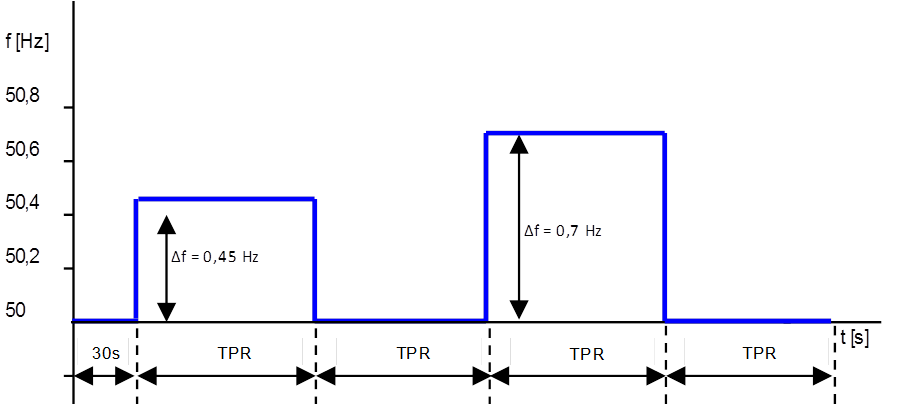 f [Hz]
50,8
50,6
50,4
50,2
50
Δf = 0,45 Hz
Δf = 0,7 Hz
t [s]
30s
TPR
TPR
TPR
TPR